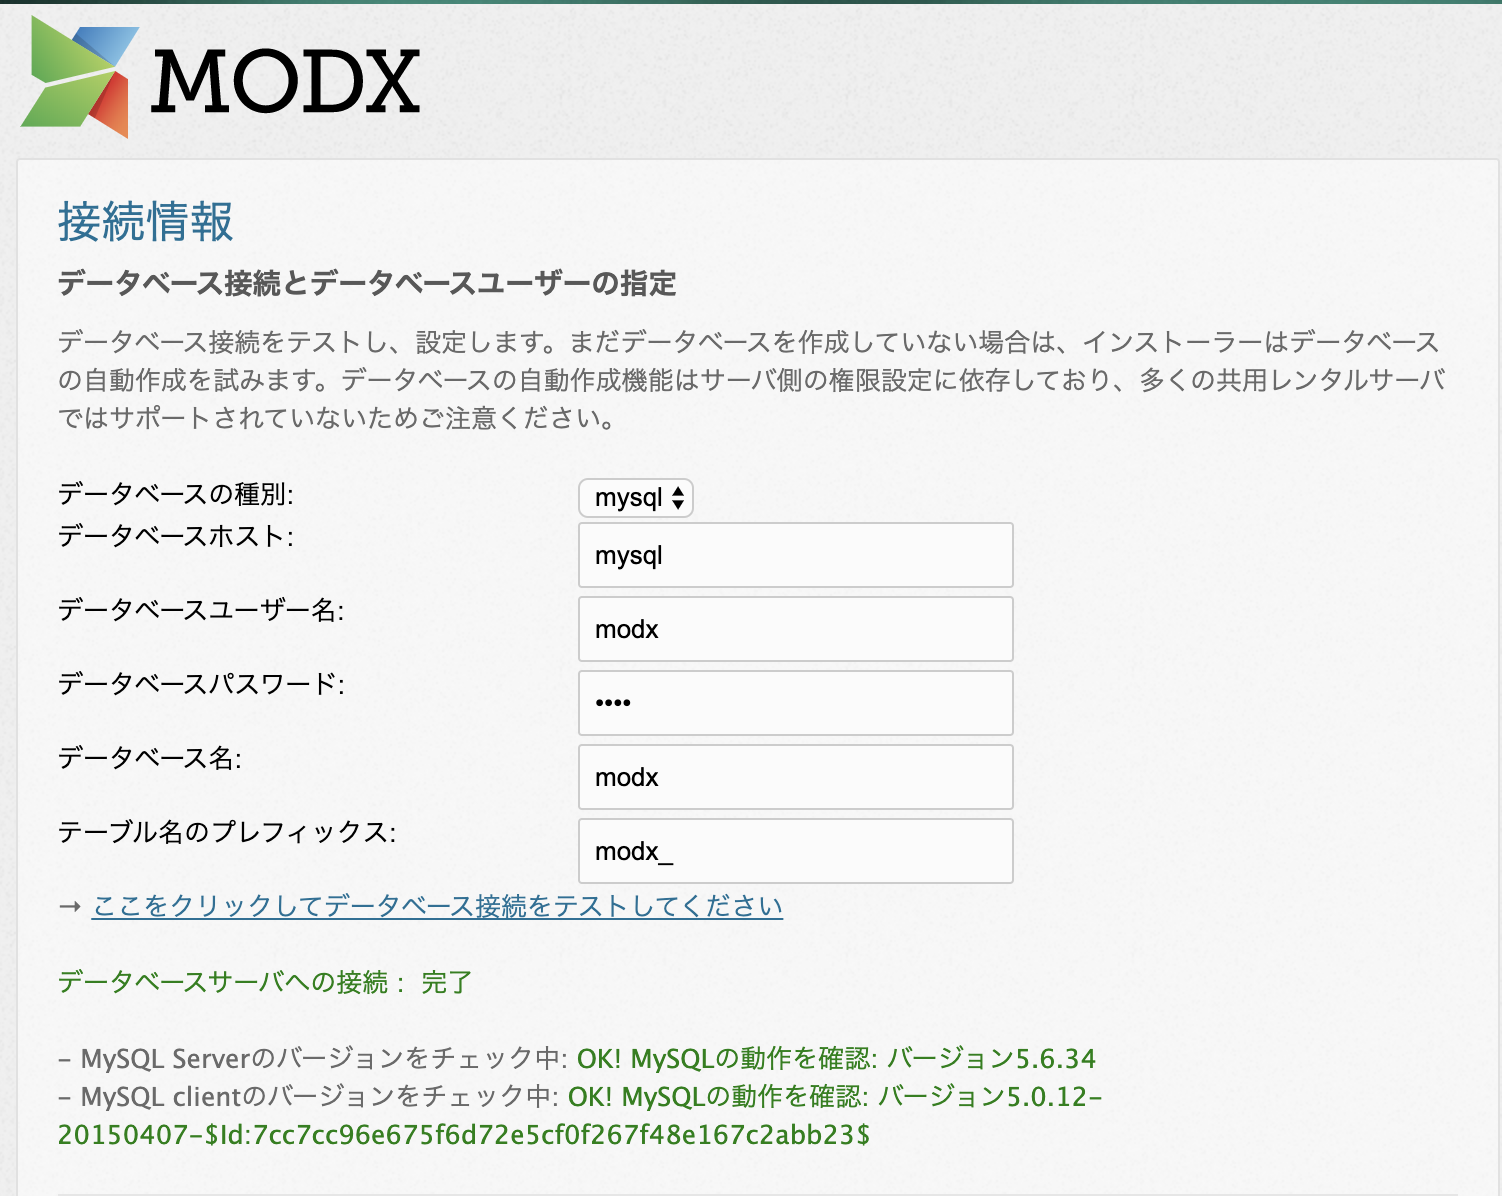 MODX
接続情報
データベース接続とデータベースユーザーの指定
データベース接続をテストし、設定します。まだデータベースを作成していない場合は、インストーラーはデータベース
の自動作成を試みます。データベースの自動作成機能はサーバ側の権限設定に依存しており、多くの共用レンタルサーバ
ではサポートされていないためご注意ください。
データベースの種別: mysql
データベースホスト: mysql
データベースユーザー名: modx
データベースパスワード: ••••
データベース名: modx
テーブル名のプレフィックス: modx_
→ ここをクリックしてデータベース接続をテストしてください
データベースサーバへの接続： 完了
– MySQL Serverのバージョンをチェック中: OK! MySQLの動作を確認: バージョン5.6.34
– MySQL clientのバージョンをチェック中: OK! MySQLの動作を確認: バージョン5.0.12-
20150407-$Id:7cc7cc96e675f6d72e5cf0f267f48e167c2abb23$